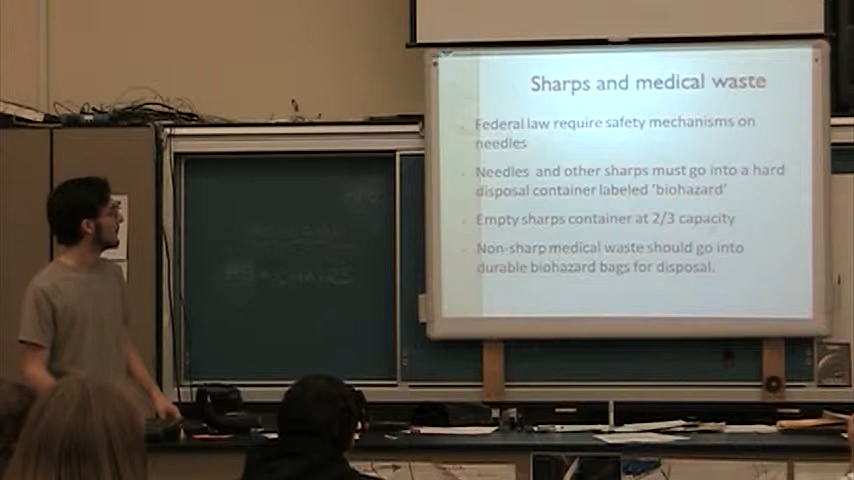 Sharps and medical waste
Federal law require safety mechanisms on
needles
Needles and other sharps must go into a hard
disposal container labeled 'biohazard'
Empty sharps container at 2/3 capacity
Non-sharp medical waste should go into
durable biohazard bags for disposal.